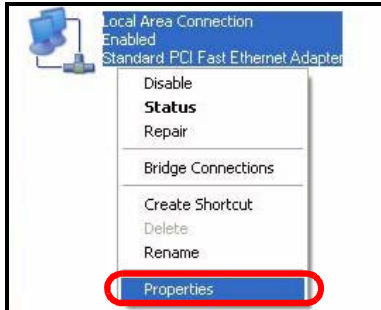 Local Area Connection
Enabled
Standard PCI Fast Ethernet Adapter
Disable
Status
Repair
Bridge Connections
Create Shortcut
Delete
Rename
Properties